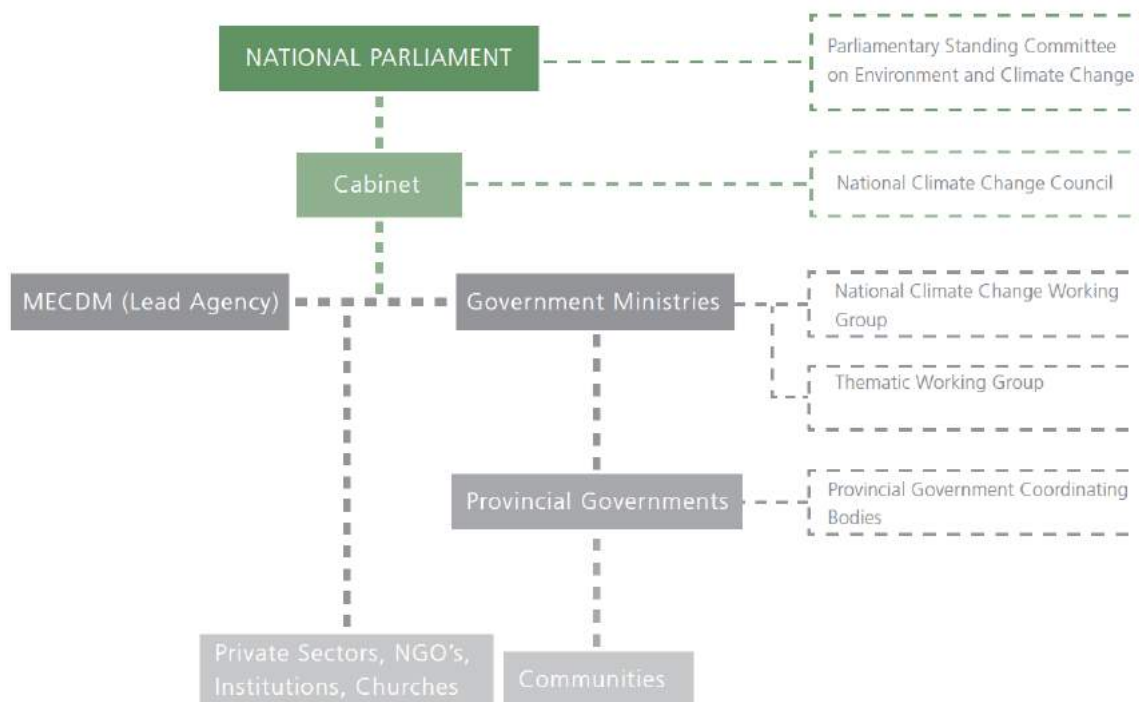 NATIONAL PARLIAMENT
Parliamentary Standing Committee
on Environment and Climate Change
Cabinet
National Climate Change Council
MECDM (Lead Agency)
Government Ministries
National Climate Change Working
Group
Thematic Working Group
Provincial Governments
Provincial Government Coordinating
Bodies
Private Sectors, NGO's,
Institutions, Churches
Communities